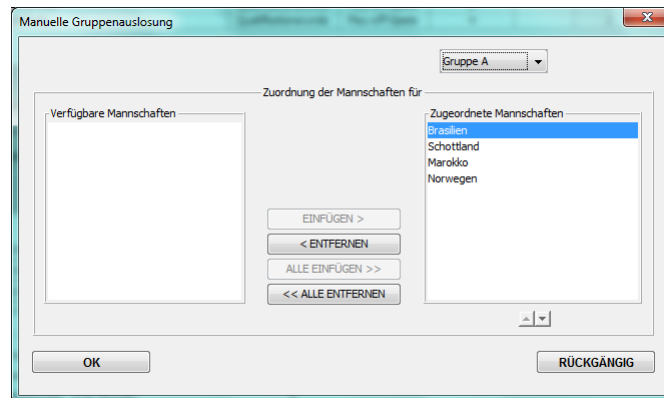 Manuelle Gruppenauslosung
Gruppe A
Zuordnung der Mannschaften für
Verfügbare Mannschaften
Zugeordnete Mannschaften
Brasilien
Schottland
Marokko
Norwegen
EINFÜGEN >
< ENTFERNEN
ALLE EINFÜGEN >>
<< ALLE ENTFERNEN
OK
RÜCKGÄNGIG